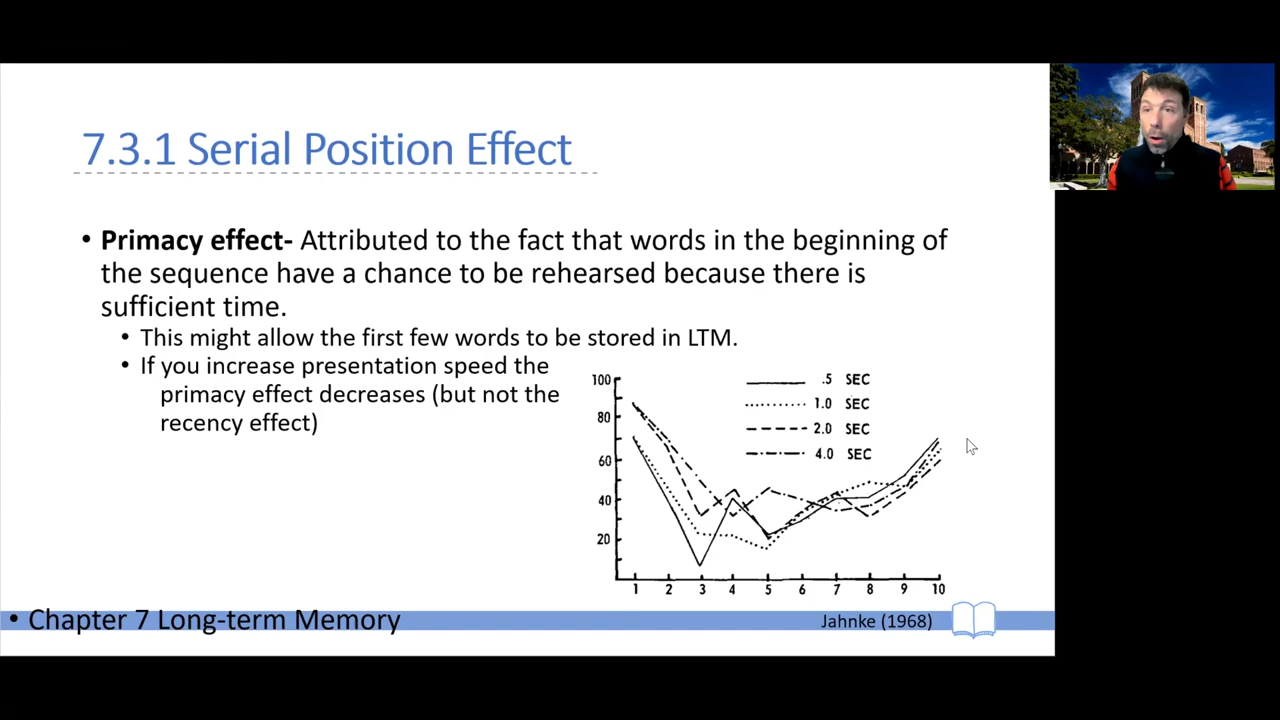 7.3.1 Serial Position Effect
• Primacy effect- Attributed to the fact that words in the beginning of
the sequence have a chance to be rehearsed because there is
sufficient time.
• This might allow the first few words to be stored in LTM.
• If you increase presentation speed the
primacy effect decreases (but not the
recency effect)
100
80
60
40
20
.5 SEC
1.0 SEC
2.0 SEC
4.0 SEC
1 2 3 4 5 6 7 8 9 10
• Chapter 7 Long-term Memory
Jahnke (1968)